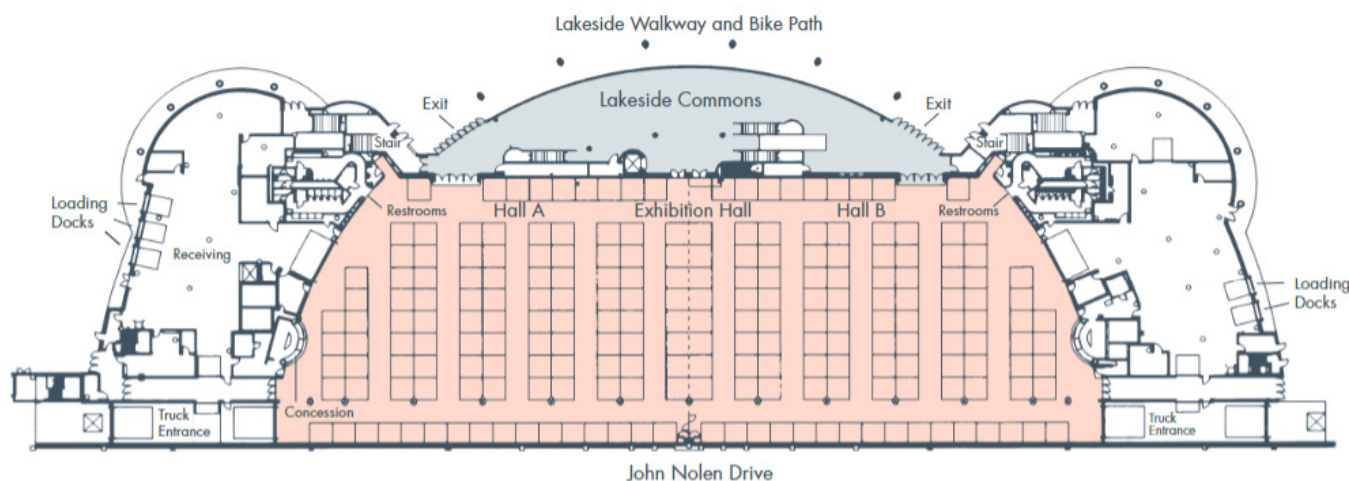 Lakeside Walkway and Bike Path
Lakeside Commons
Exit
Exit
Stair
Stair
Restrooms
Hall A
Exhibition Hall
Hall B
Restrooms
Loading
Docks
Receiving
Loading
Docks
Concession
Truck
Entrance
Truck
Entrance
John Nolen Drive